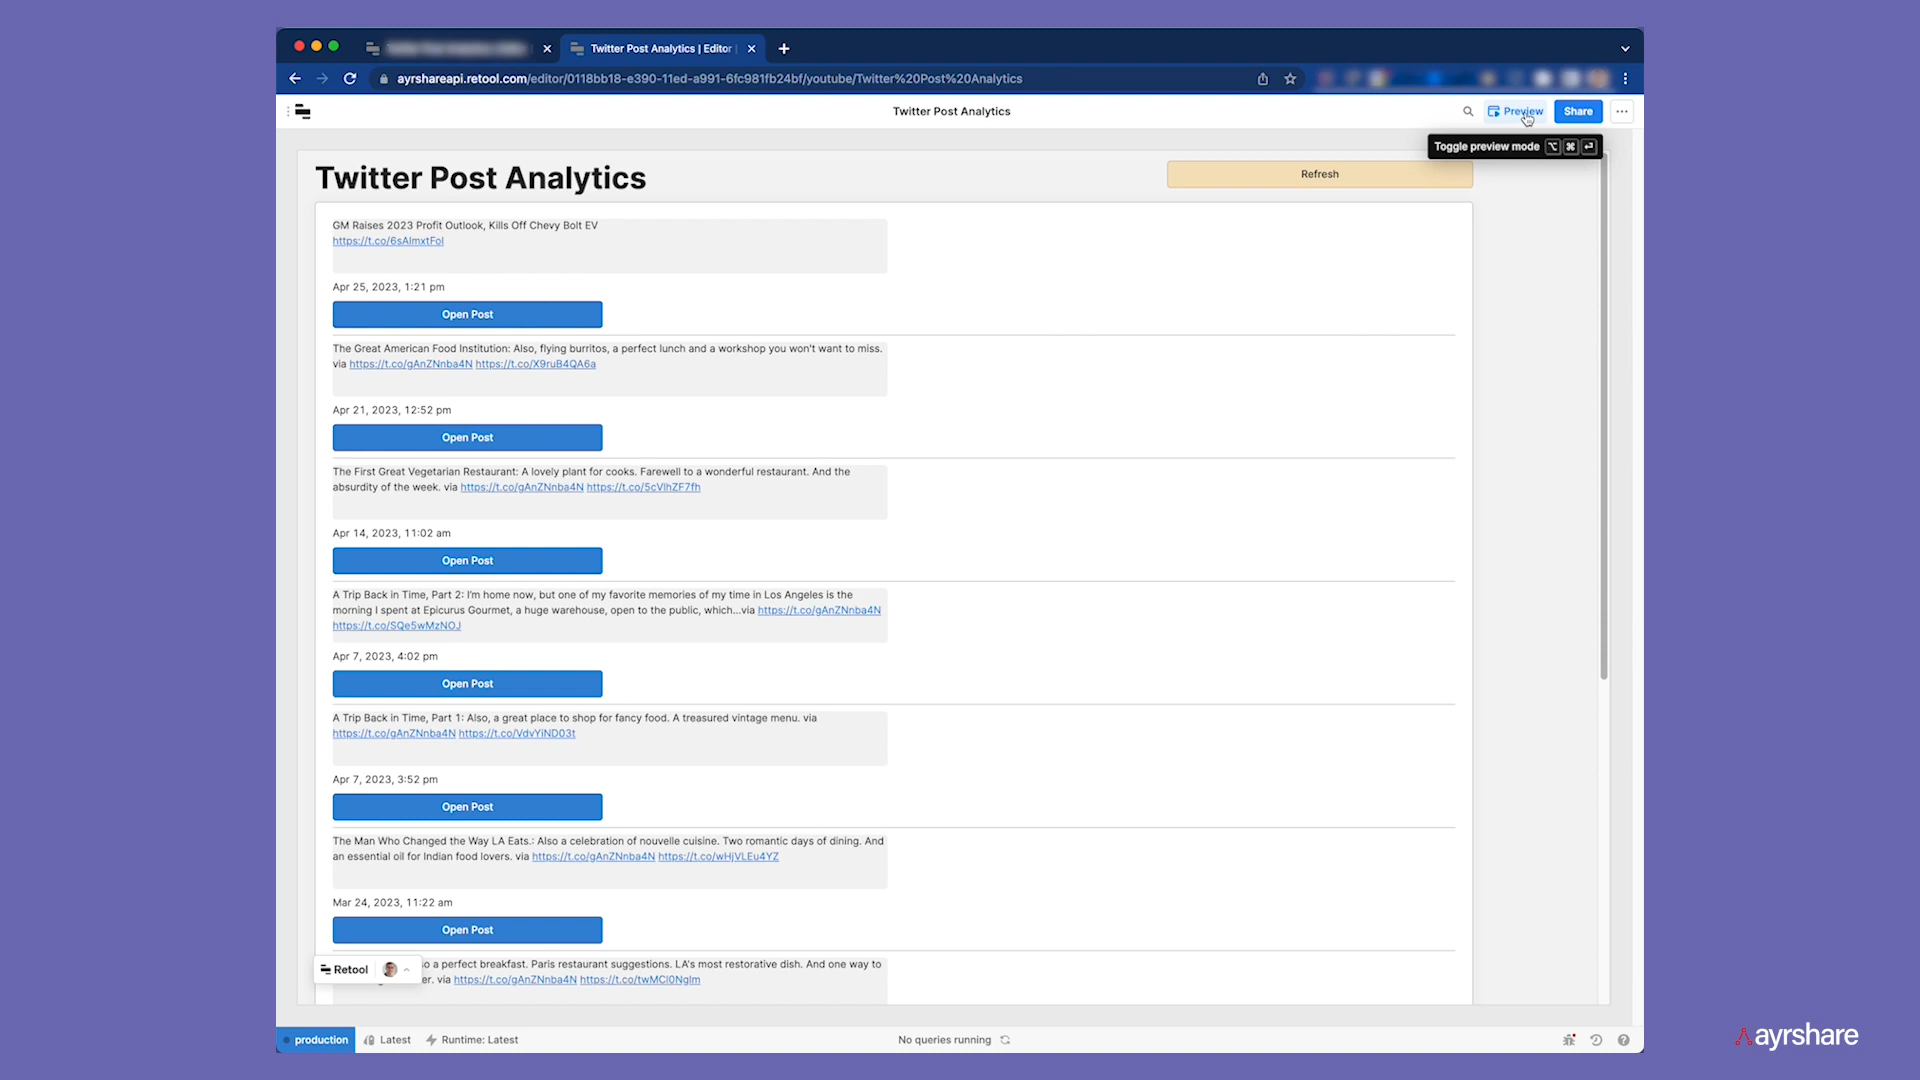 Twitter Post Analytics | Editor
ayrshareapi.retool.com/editor/0118bb18-e390-11ed-a991-6fc981fb24bf/youtube/Twitter%20Post%20Analytics
Twitter Post Analytics
Preview
Share
Toggle preview mode
Twitter Post Analytics
Refresh
GM Raises 2023 Profit Outlook, Kills Off Chevy Bolt EV
https://t.co/6sAlmxtFol
Apr 25, 2023, 1:21 pm
Open Post
The Great American Food Institution: Also, flying burritos, a perfect lunch and a workshop you won't want to miss.
via https://t.co/gAnZNnba4N https://t.co/X9ruB4QA6a
Apr 21, 2023, 12:52 pm
Open Post
The First Great Vegetarian Restaurant: A lovely plant for cooks. Farewell to a wonderful restaurant. And the
absurdity of the week. via https://t.co/gAnZNnba4N https://t.co/5cVlhZF7fh
Apr 14, 2023, 11:02 am
Open Post
A Trip Back in Time, Part 2: I'm home now, but one of my favorite memories of my time in Los Angeles is the
morning I spent at Epicurus Gourmet, a huge warehouse, open to the public, which...via https://t.co/gAnZNnba4N
https://t.co/SQe5wMzNOJ
Apr 7, 2023, 4:02 pm
Open Post
A Trip Back in Time, Part 1: Also, a great place to shop for fancy food. A treasured vintage menu. via
https://t.co/gAnZNnba4N https://t.co/VdvYiND03t
Apr 7, 2023, 3:52 pm
Open Post
The Man Who Changed the Way LA Eats.: Also a celebration of nouvelle cuisine. Two romantic days of dining. And
an essential oil for Indian food lovers. via https://t.co/gAnZNnba4N https://t.co/wHjVLEu4YZ
Mar 24, 2023, 11:22 am
Open Post
so a perfect breakfast. Paris restaurant suggestions. LA's most restorative dish. And one way to
er. via https://t.co/gAnZNnba4N https://t.co/twMCl0Nglm
Retool
production
Latest
Runtime: Latest
No queries running
ayrshare